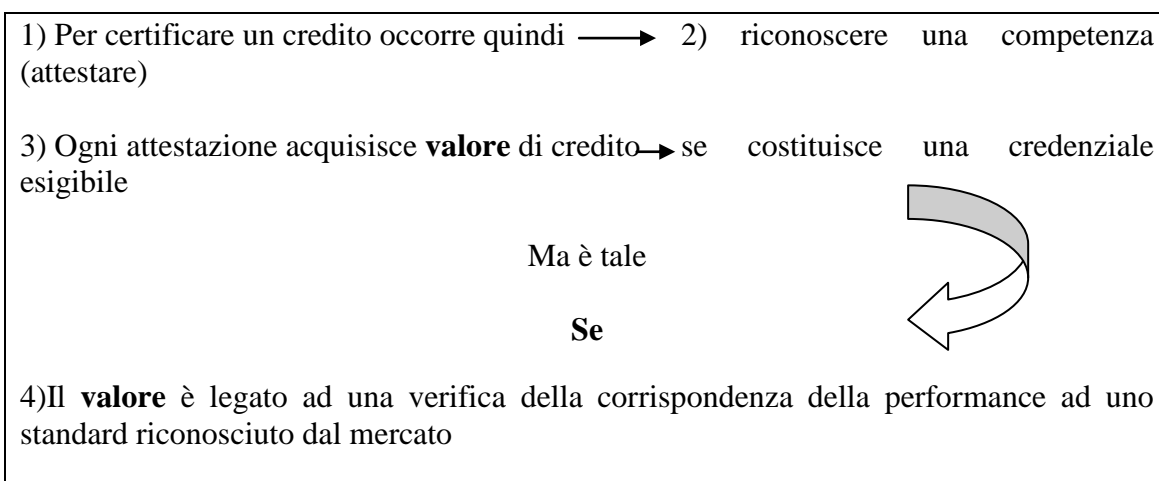 1) Per certificare un credito occorre quindi 2) riconoscere una competenza
(attestare)
3) Ogni attestazione acquisisce valore di credito se costituisce una credenziale
esigibile
Ma è tale
Se
4)Il valore è legato ad una verifica della corrispondenza della performance ad uno
standard riconosciuto dal mercato